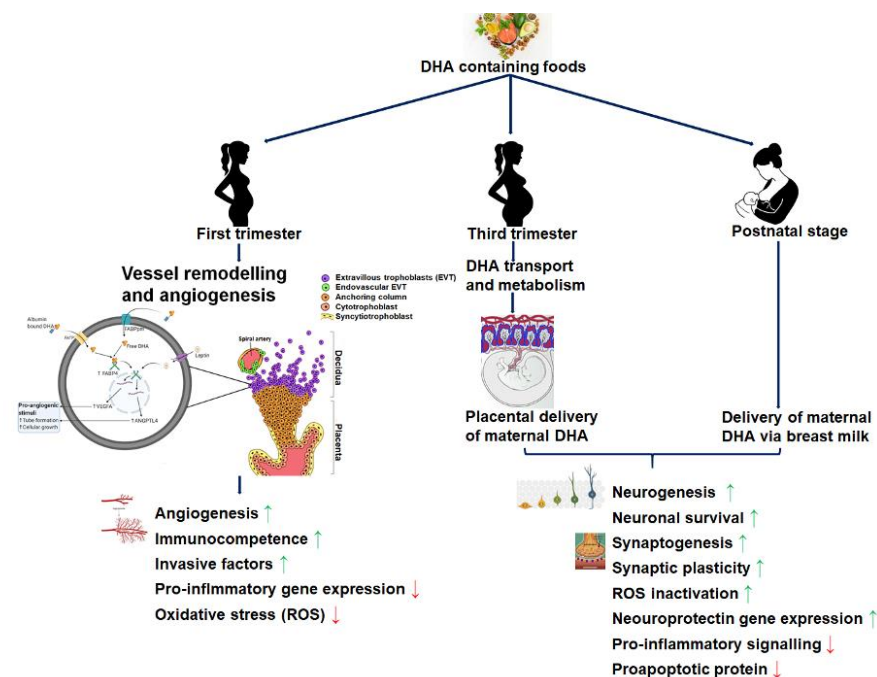 DHA containing foods
First trimester
Third trimester
Postnatal stage
Vessel remodelling
and angiogenesis
DHA transport
and metabolism
Extravillous trophoblasts (EVT)
Endovascular EVT
Anchoring column
Cytotrophoblast
Syncytiotrophoblast
Albumin
bound DHA
Free DHA
Leptin
↑ FABP4
↑VEGFA
↑ANGPTL4
Pro-angiogenic
stimuli
↑ Tube formation
↑ Cellular growth
Spiral artery
Decidua
Placenta
Placental delivery
of maternal DHA
Delivery of maternal
DHA via breast milk
Angiogenesis ↑
Immunocompetence ↑
Invasive factors ↑
Pro-inflmmatory gene expression ↓
Oxidative stress (ROS) ↓
Neurogenesis ↑
Neuronal survival ↑
Synaptogenesis ↑
Synaptic plasticity ↑
ROS inactivation ↑
Neouroprotectin gene expression ↑
Pro-inflammatory signalling ↓
Proapoptotic protein ↓